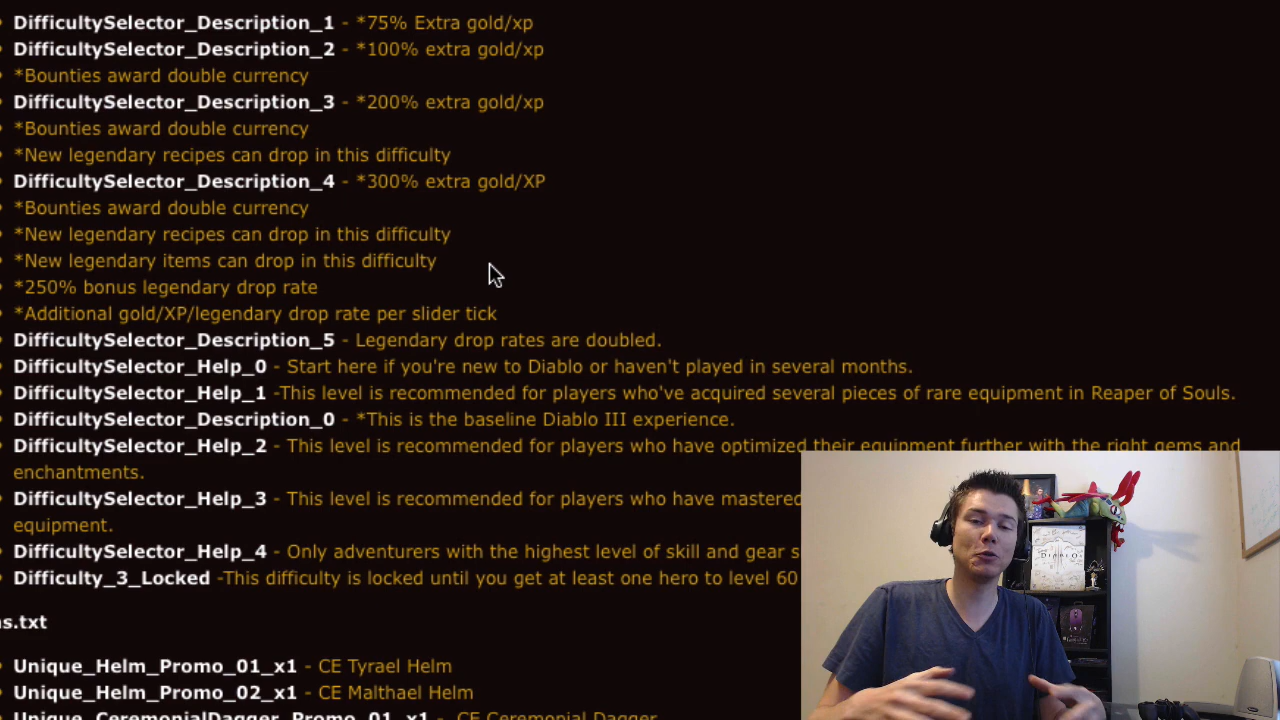 DifficultySelector_Description_1 - *75% Extra gold/xp
DifficultySelector_Description_2 - *100% extra gold/xp
*Bounties award double currency
DifficultySelector_Description_3 - *200% extra gold/xp
*Bounties award double currency
*New legendary recipes can drop in this difficulty
DifficultySelector_Description_4 - *300% extra gold/XP
*Bounties award double currency
*New legendary recipes can drop in this difficulty
*New legendary items can drop in this difficulty
*250% bonus legendary drop rate
*Additional gold/XP/legendary drop rate per slider tick
DifficultySelector_Description_5 - Legendary drop rates are doubled.
DifficultySelector_Help_0 - Start here if you're new to Diablo or haven't played in several months.
DifficultySelector_Help_1 -This level is recommended for players who've acquired several pieces of rare equipment in Reaper of Souls.
DifficultySelector_Description_0 - *This is the baseline Diablo III experience.
DifficultySelector_Help_2 - This level is recommended for players who have optimized their equipment further with the right gems and
enchantments.
DifficultySelector_Help_3 - This level is recommended for players who have mastered
equipment.
DifficultySelector_Help_4 - Only adventurers with the highest level of skill and gear s
Difficulty_3_Locked -This difficulty is locked until you get at least one hero to level 60
ns.txt
Unique_Helm_Promo_01_x1 - CE Tyrael Helm
Unique_Helm_Promo_02_x1 - CE Malthael Helm
Unique_CeremonialDagger_Promo_01_x1 - CE Ceremonial Dagger
DIABLO